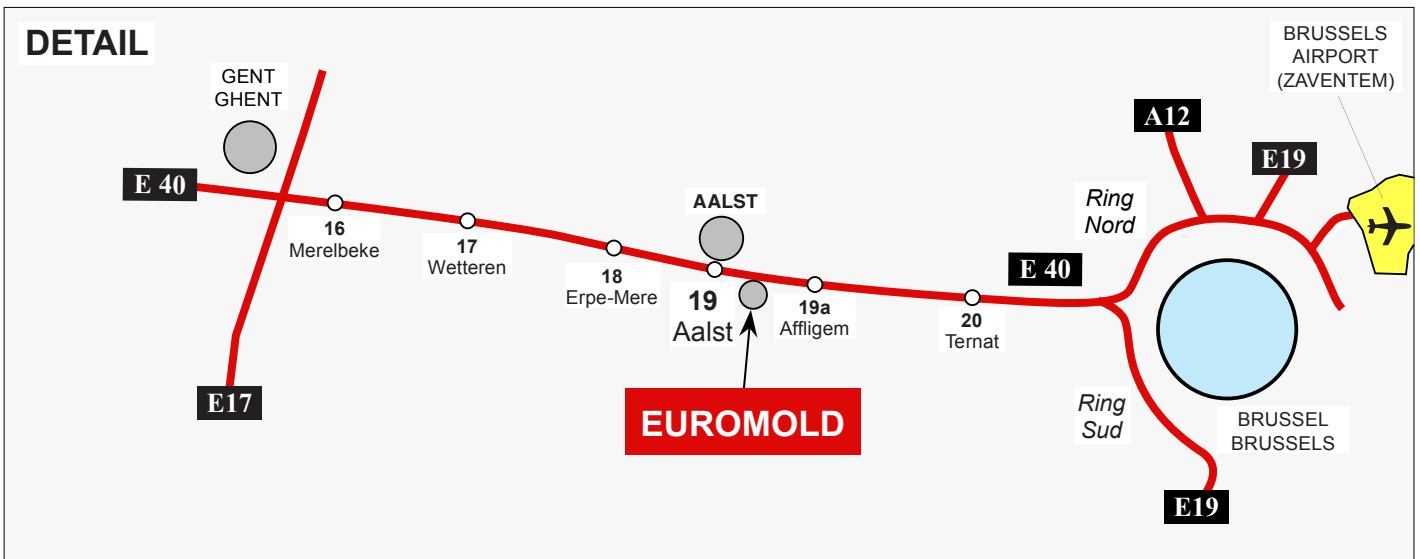 DETAIL
BRUSSELS
AIRPORT
(ZAVENTEM)
GENT
GHENT
A12
E19
E 40
Ring
Nord
AALST
16
Merelbeke
17
Wetteren
18
Erpe-Mere
19
Aalst
19a
Affligem
E 40
20
Ternat
E17
EUROMOLD
Ring
Sud
BRUSSEL
BRUSSELS
E19